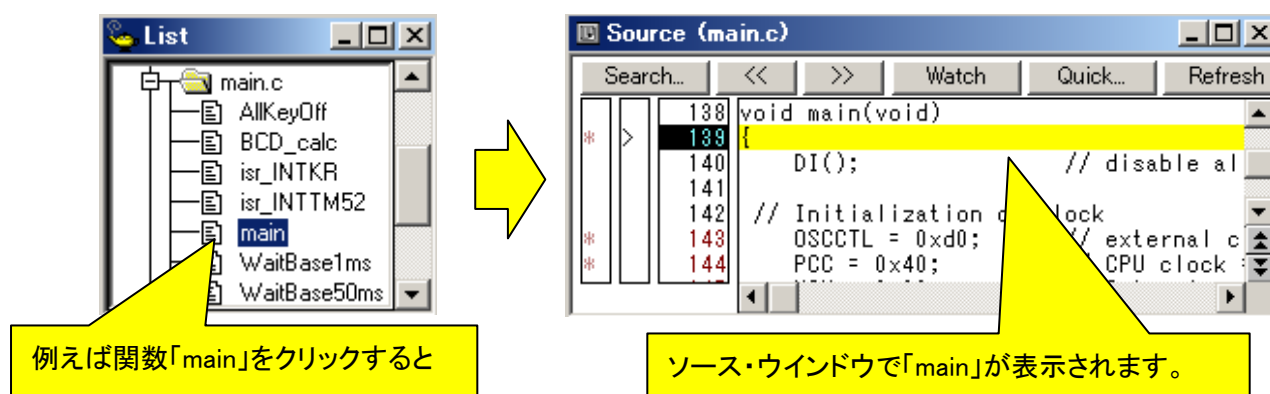 List
main.c
AllKeyOff
BCD_calc
isr_INTKR
isr_INTTM52
main
WaitBase1ms
WaitBase50ms
例えば関数「main」をクリックすると
Source (main.c)
Search... << >> Watch Quick... Refresh
138 void main(void)
* > 139 {
140 DI(); // disable al
141
142 // Initialization lock
* 143 OSCCTL = 0xd0; // external c
* 144 PCC = 0x40; CPU clock
ソース・ウインドウで「main」が表示されます。